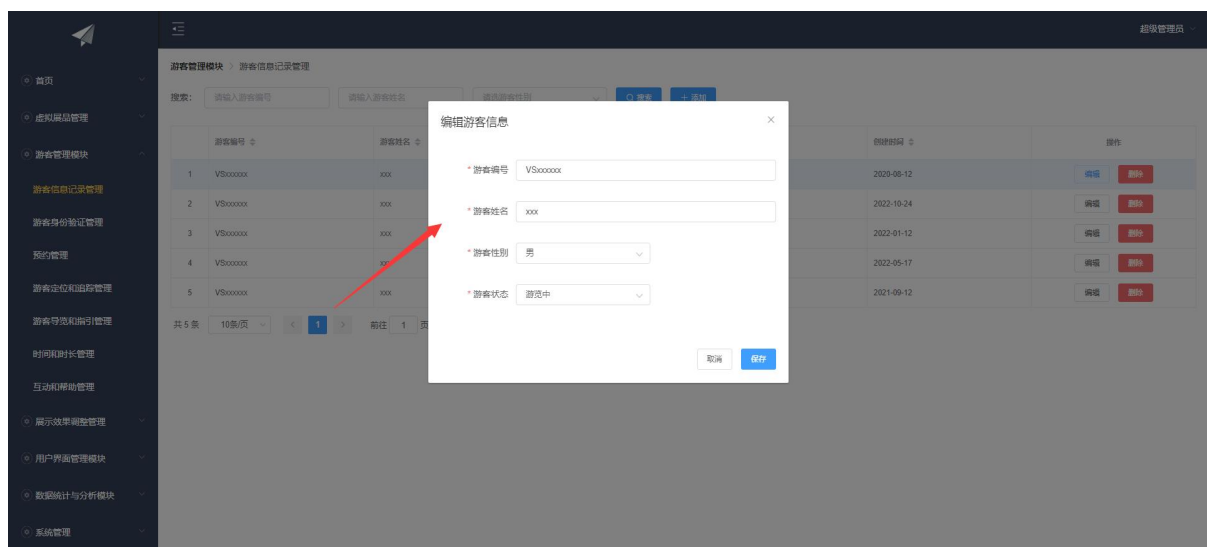 超级管理员
首页
虚拟展品管理
游客管理模块
游客信息记录管理
游客身份验证管理
预约管理
游客定位和追踪管理
游客导览和指引管理
时间和时长管理
互动和帮助管理
展示效果调整管理
用户界面管理模块
数据统计与分析模块
系统管理
游客管理模块 > 游客信息记录管理
搜索: 请输入游客编号 请输入游客姓名 请选游客性别 搜索 + 添加
游客编号 游客姓名 创建时间 操作
1 VSxxxxxx xxx 2020-08-12 编辑 删除
2 VSxxxxxx xxx 2022-10-24 编辑 删除
3 VSxxxxxx xxx 2022-01-12 编辑 删除
4 VSxxxxxx xxx 2022-05-17 编辑 删除
5 VSxxxxxx xxx 2021-09-12 编辑 删除
共 5 条 10条/页 < 1 > 前往 1 页
编辑游客信息 ×
* 游客编号 VSxxxxxx
* 游客姓名 xxx
* 游客性别 男
* 游客状态 游览中
取消 保存